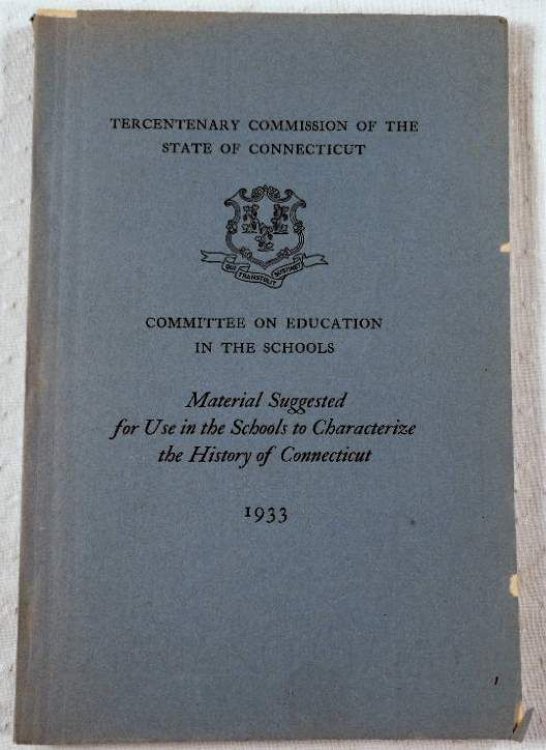 TERCENTENARY COMMISSION OF THE
STATE OF CONNECTICUT
QUI TRANSTULIT SUSTINET
COMMITTEE ON EDUCATION
IN THE SCHOOLS
Material Suggested
for Use in the Schools to Characterize
the History of Connecticut
1933